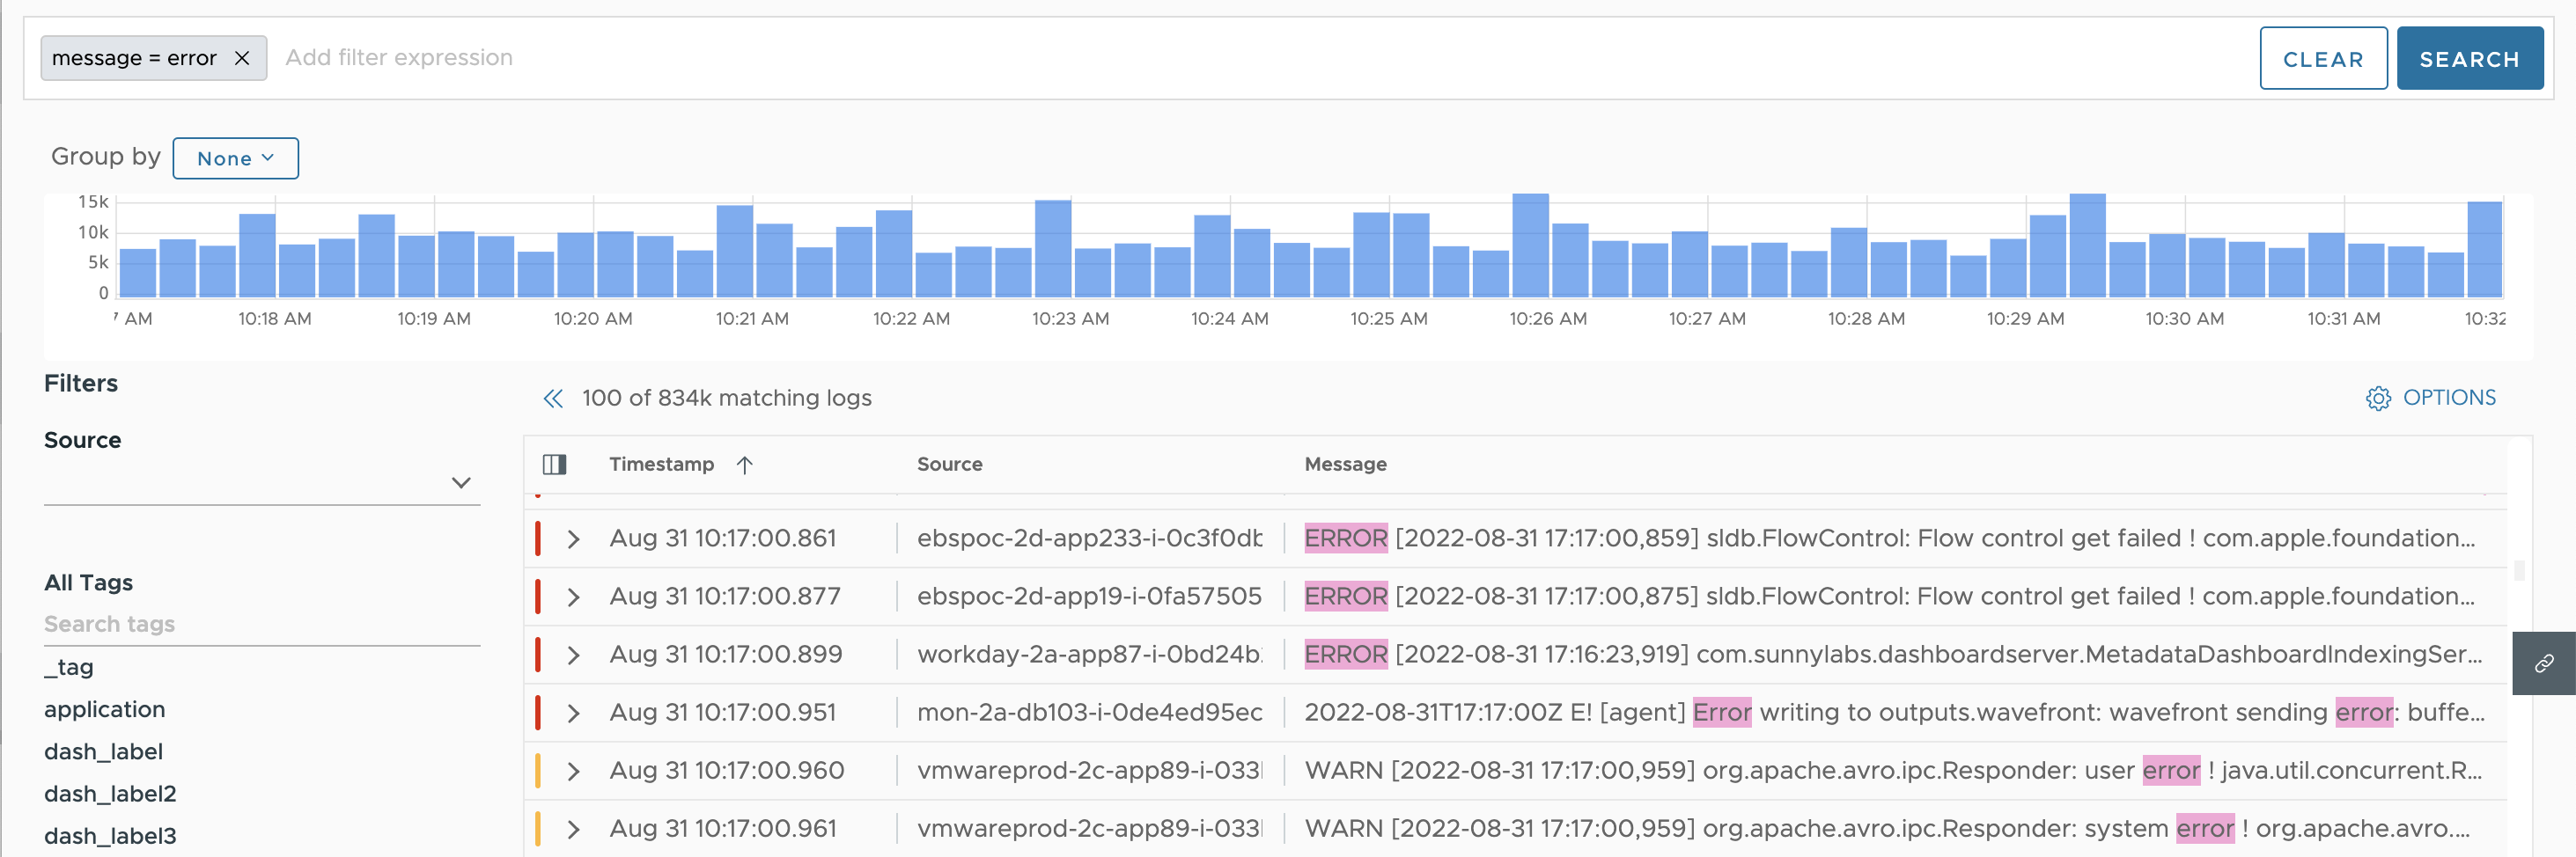 message = error Add filter expression CLEAR SEARCH
Group by None
15k
10k
5k
0
7 AM 10:18 AM 10:19 AM 10:20 AM 10:21 AM 10:22 AM 10:23 AM 10:24 AM 10:25 AM 10:26 AM 10:27 AM 10:28 AM 10:29 AM 10:30 AM 10:31 AM 10:32
Filters
100 of 834k matching logs OPTIONS
Source
Timestamp Source Message
Aug 31 10:17:00.861 ebspoc-2d-app233-i-0c3f0db ERROR [2022-08-31 17:17:00,859] sldb.FlowControl: Flow control get failed ! com.apple.foundation...
All Tags
Aug 31 10:17:00.877 ebspoc-2d-app19-i-0fa57505 ERROR [2022-08-31 17:17:00,875] sldb.FlowControl: Flow control get failed ! com.apple.foundation...
Search tags
Aug 31 10:17:00.899 workday-2a-app87-i-0bd24b ERROR [2022-08-31 17:16:23,919] com.sunnylabs.dashboardserver.MetadataDashboardIndexingSer...
_tag
application
Aug 31 10:17:00.951 mon-2a-db103-i-0de4ed95ec 2022-08-31T17:17:00Z E! [agent] Error writing to outputs.wavefront: wavefront sending error: buffe...
dash_label
Aug 31 10:17:00.960 vmwareprod-2c-app89-i-033 WARN [2022-08-31 17:17:00,959] org.apache.avro.ipc.Responder: user error ! java.util.concurrent.R...
dash_label2
Aug 31 10:17:00.961 vmwareprod-2c-app89-i-033 WARN [2022-08-31 17:17:00,959] org.apache.avro.ipc.Responder: system error ! org.apache.avro....
dash_label3